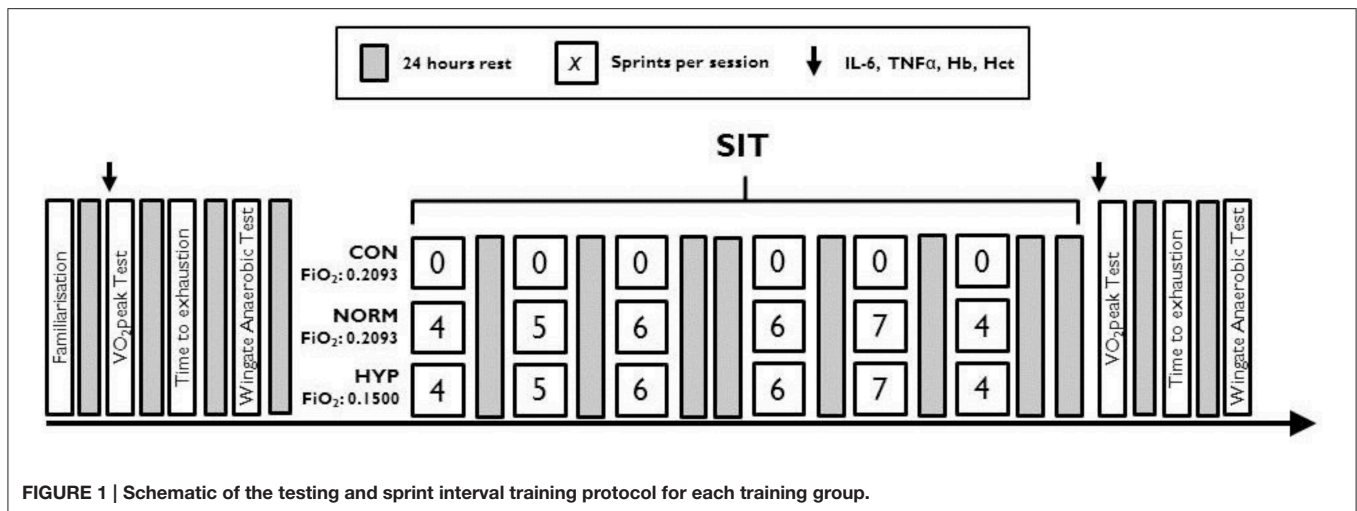 24 hours rest
X Sprints per session
IL-6, TNFα, Hb, Hct
SIT
Familiarisation
VO₂peak Test
Time to exhaustion
Wingate Anaerobic Test
CON
FiO₂: 0.2093
0 0 0 0 0 0
NORM
FiO₂: 0.2093
4 5 6 6 7 4
HYP
FiO₂: 0.1500
4 5 6 6 7 4
VO₂peak Test
Time to exhaustion
Wingate Anaerobic Test
FIGURE 1 | Schematic of the testing and sprint interval training protocol for each training group.